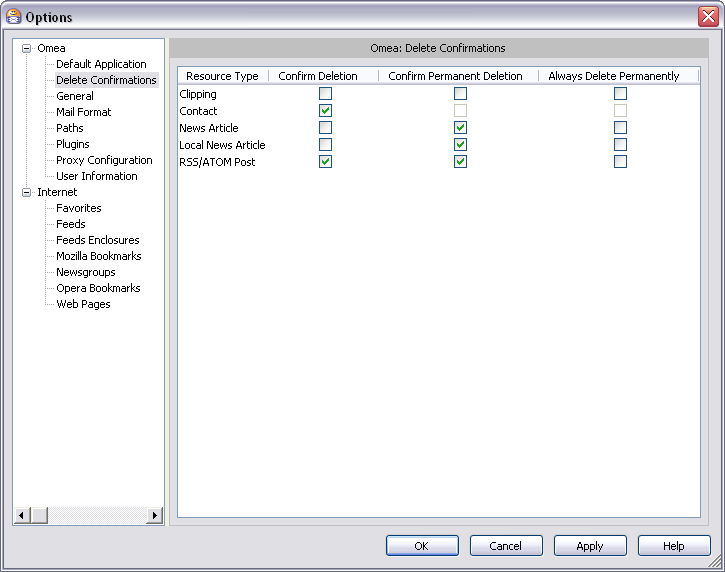 Options
Omea
Default Application
Delete Confirmations
General
Mail Format
Paths
Plugins
Proxy Configuration
User Information
Internet
Favorites
Feeds
Feeds Enclosures
Mozilla Bookmarks
Newsgroups
Opera Bookmarks
Web Pages
Omea: Delete Confirmations
Resource Type Confirm Deletion Confirm Permanent Deletion Always Delete Permanently
Clipping
Contact
News Article
Local News Article
RSS/ATOM Post
OK Cancel Apply Help